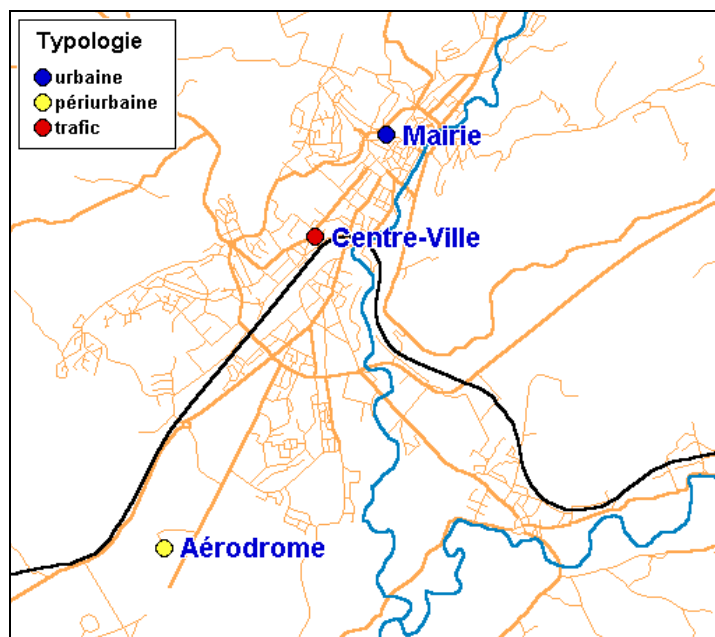 Typologie
urbaine
périurbaine
trafic
Mairie
Centre-Ville
Aérodrome